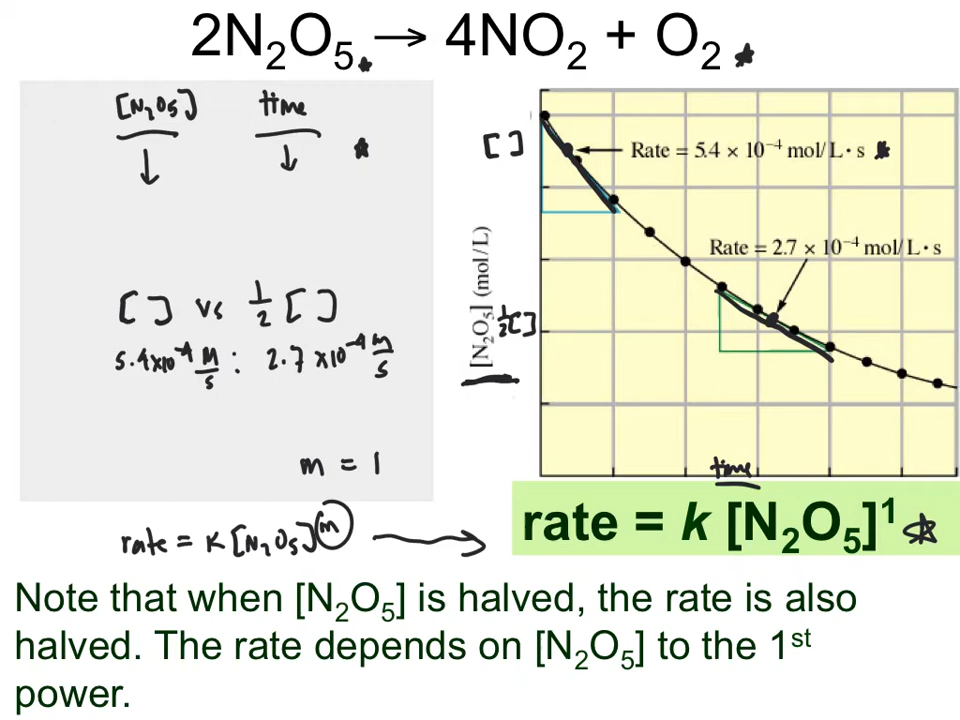 2N₂O₅ → 4NO₂ + O₂
[N₂O₅] time
[ ]
Rate = 5.4 × 10⁻⁴ mol/L · s
Rate = 2.7 × 10⁻⁴ mol/L · s
[ ] vs ½ [ ]
½[ ]
[N₂O₅] (mol/L)
5.4x10⁻⁴ M/s : 2.7 x10⁻⁴ M/s
m = 1
time
rate = k [N₂O₅]ᵐ
rate = k [N₂O₅]¹
Note that when [N₂O₅] is halved, the rate is also
halved. The rate depends on [N₂O₅] to the 1ˢᵗ
power.